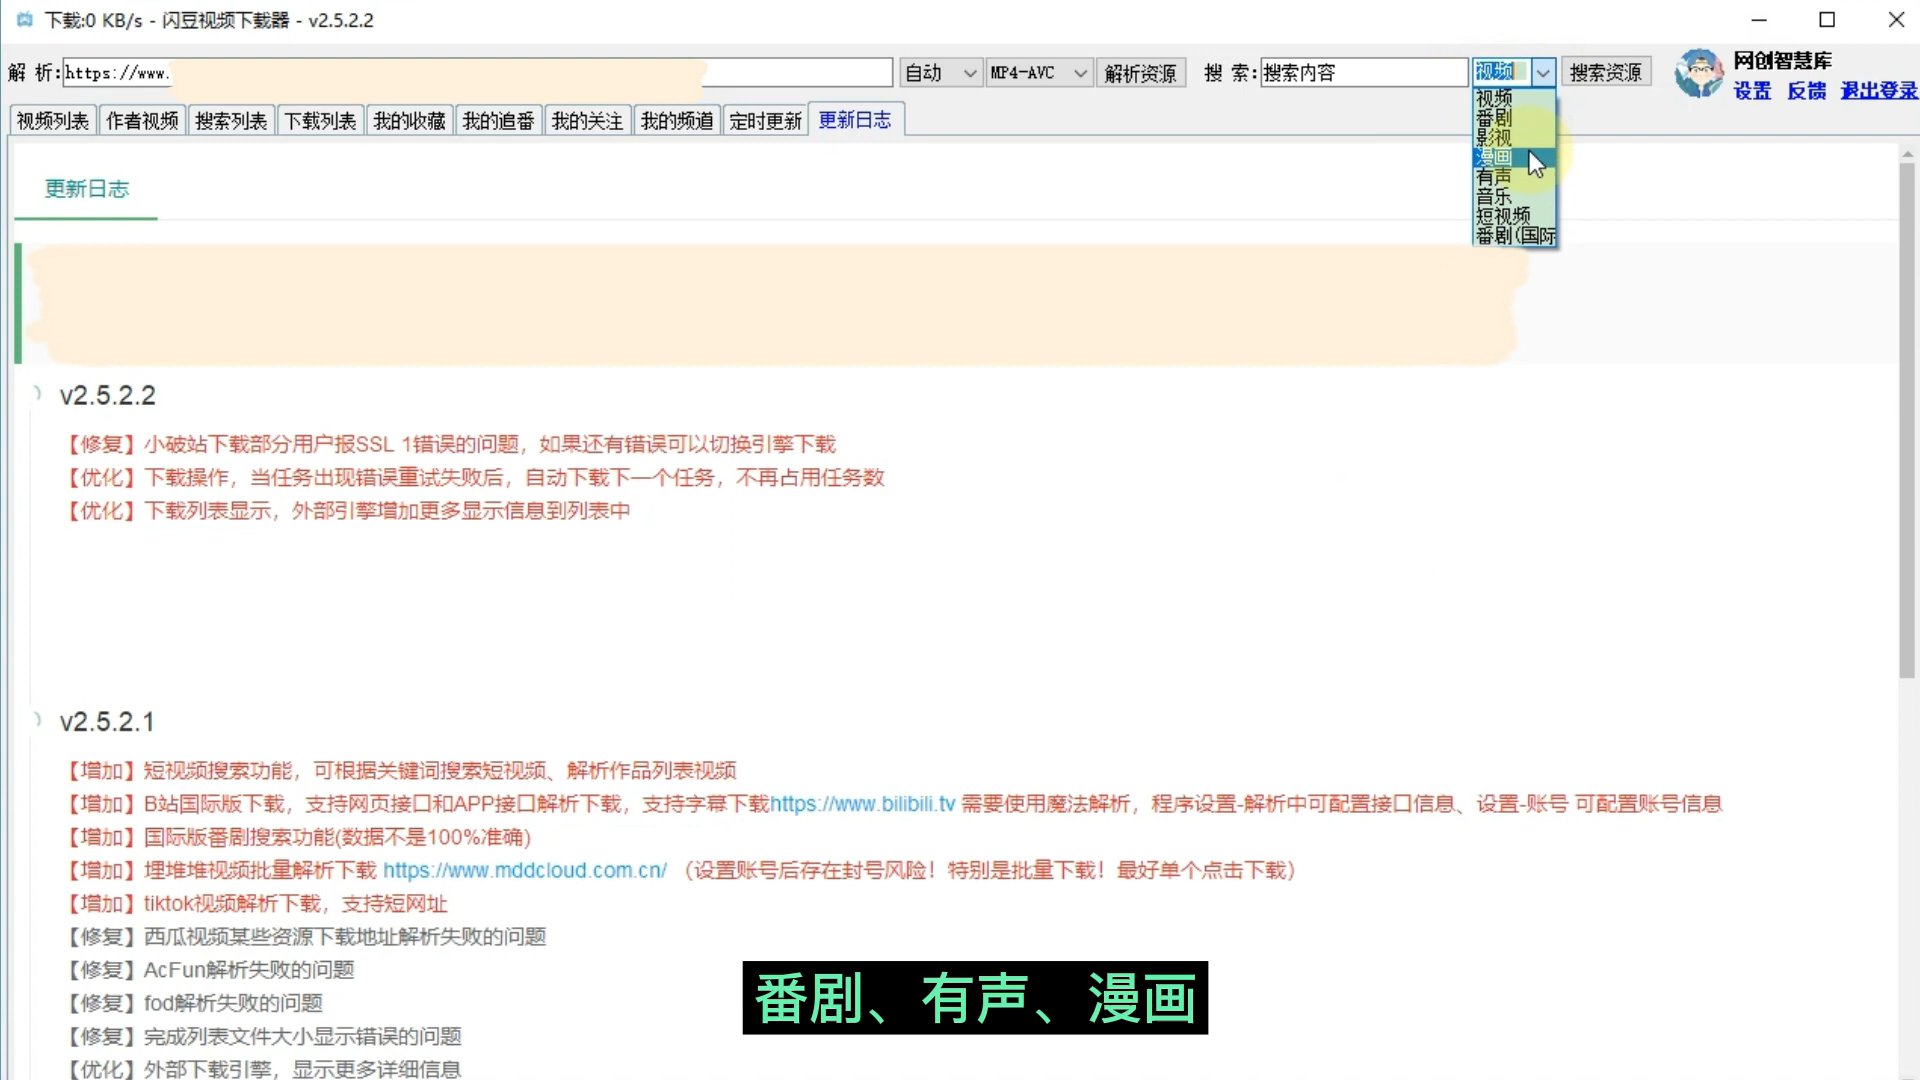 下载:0 KB/s - 闪豆视频下载器 - v2.5.2.2
解 析: https://www. 自动 MP4-AVC 解析资源 搜 索: 搜索内容 视频 搜索资源 网创智慧库
设置 反馈 退出登录
视频列表 作者视频 搜索列表 下载列表 我的收藏 我的追番 我的关注 我的频道 定时更新 更新日志
视频
番剧
影视
漫画
有声
音乐
短视频
番剧(国际
更新日志
v2.5.2.2
【修复】小破站下载部分用户报SSL 1错误的问题，如果还有错误可以切换引擎下载
【优化】下载操作，当任务出现错误重试失败后，自动下载下一个任务，不再占用任务数
【优化】下载列表显示，外部引擎增加更多显示信息到列表中
v2.5.2.1
【增加】短视频搜索功能，可根据关键词搜索短视频、解析作品列表视频
【增加】B站国际版下载，支持网页接口和APP接口解析下载，支持字幕下载https://www.bilibili.tv 需要使用魔法解析，程序设置-解析中可配置接口信息、设置-账号 可配置账号信息
【增加】国际版番剧搜索功能(数据不是100%准确)
【增加】埋堆堆视频批量解析下载 https://www.mddcloud.com.cn/ （设置账号后存在封号风险！特别是批量下载！最好单个点击下载）
【增加】tiktok视频解析下载，支持短网址
【修复】西瓜视频某些资源下载地址解析失败的问题
【修复】AcFun解析失败的问题
【修复】fod解析失败的问题
【修复】完成列表文件大小显示错误的问题
【优化】外部下载引擎，显示更多详细信息
番剧、有声、漫画